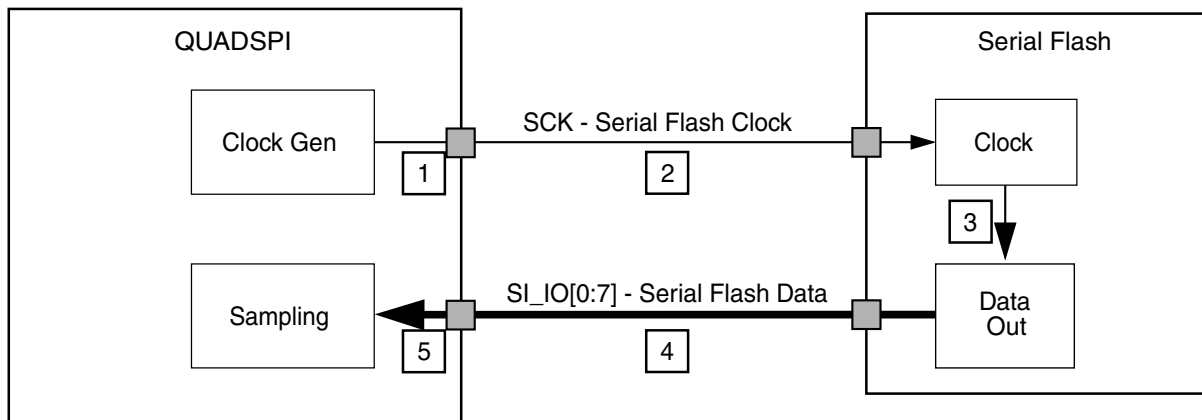 QUADSPI
Serial Flash
Clock Gen
SCK - Serial Flash Clock
Clock
1
2
3
Sampling
SI_IO[0:7] - Serial Flash Data
Data
Out
5
4